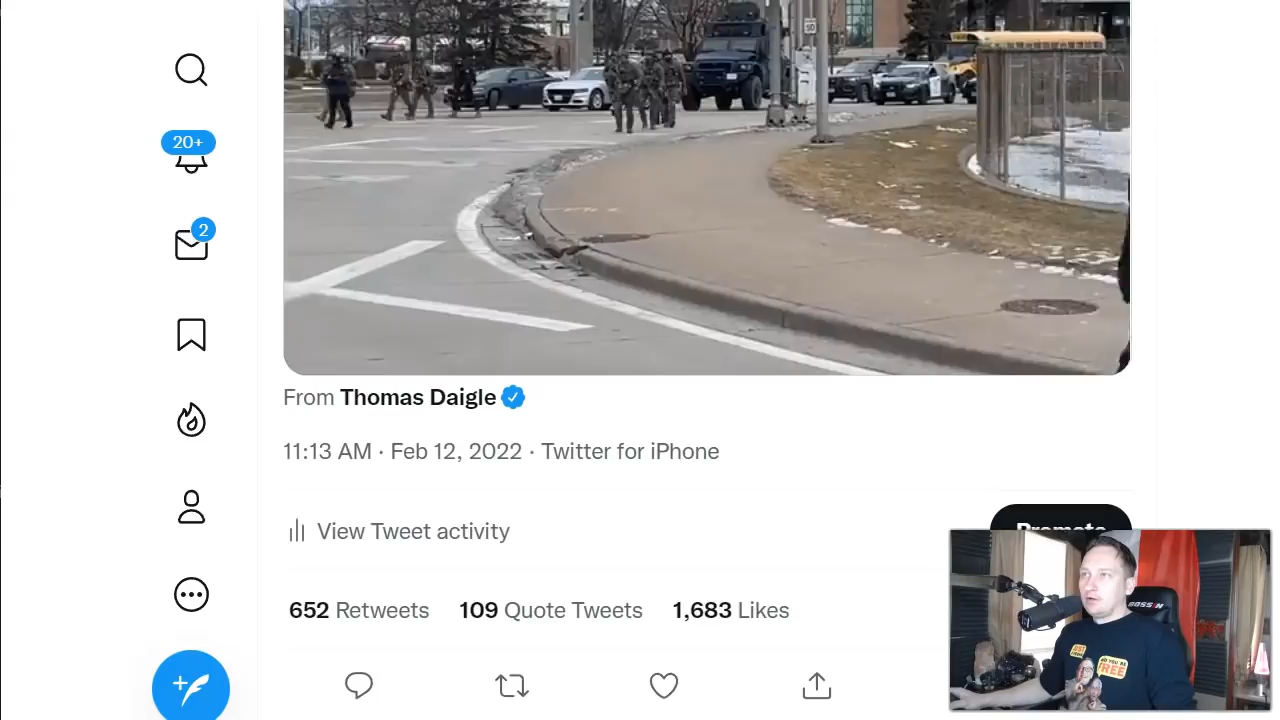 20+
2
From Thomas Daigle
11:13 AM · Feb 12, 2022 · Twitter for iPhone
View Tweet activity
Promote
652 Retweets 109 Quote Tweets 1,683 Likes